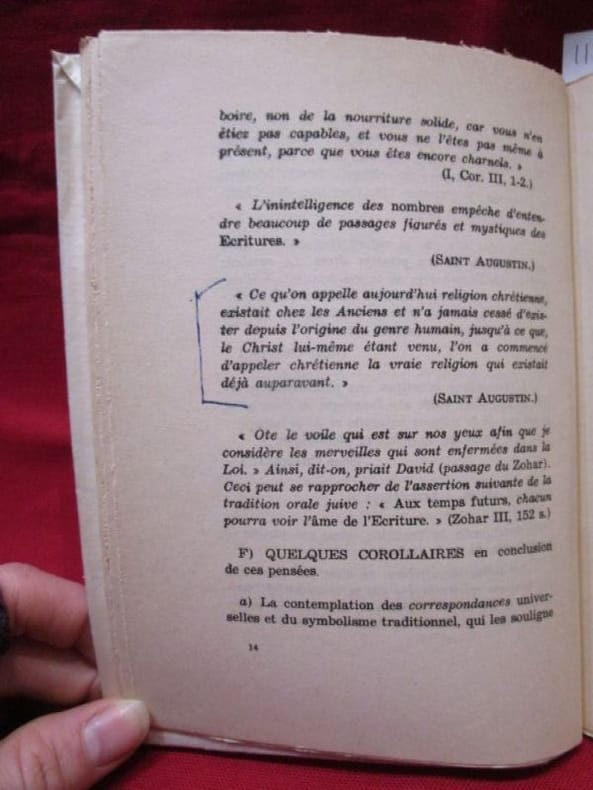 boire, non de la nourriture solide, car vous n'en
étiez pas capables, et vous ne l'êtes pas même à
présent, parce que vous êtes encore charnels. »
(I, Cor. III, 1-2.)
« L'inintelligence des nombres empêche d'enten-
dre beaucoup de passages figurés et mystiques des
Ecritures. »
(SAINT AUGUSTIN.)
« Ce qu'on appelle aujourd'hui religion chrétienne,
existait chez les Anciens et n'a jamais cessé d'exis-
ter depuis l'origine du genre humain, jusqu'à ce que,
le Christ lui-même étant venu, l'on a commencé
d'appeler chrétienne la vraie religion qui existait
déjà auparavant. »
(SAINT AUGUSTIN.)
« Ote le voile qui est sur nos yeux afin que je
considère les merveilles qui sont enfermées dans la
Loi. » Ainsi, dit-on, priait David (passage du Zohar).
Ceci peut se rapprocher de l'assertion suivante de la
tradition orale juive : « Aux temps futurs, chacun
pourra voir l'âme de l'Ecriture. » (Zohar III, 152 s.)
F) QUELQUES COROLLAIRES en conclusion
de ces pensées.
a) La contemplation des correspondances univer-
selles et du symbolisme traditionnel, qui les souligne
14